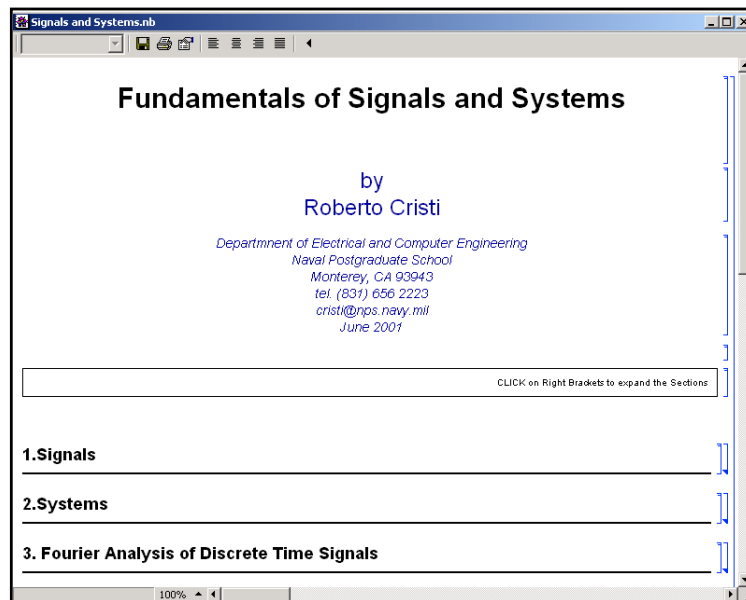 Signals and Systems.nb
Fundamentals of Signals and Systems
by
Roberto Cristi
Departmnent of Electrical and Computer Engineering
Naval Postgraduate School
Monterey, CA 93943
tel. (831) 656 2223
cristi@nps.navy.mil
June 2001
CLICK on Right Brackets to expand the Sections
1.Signals
2.Systems
3. Fourier Analysis of Discrete Time Signals
100%